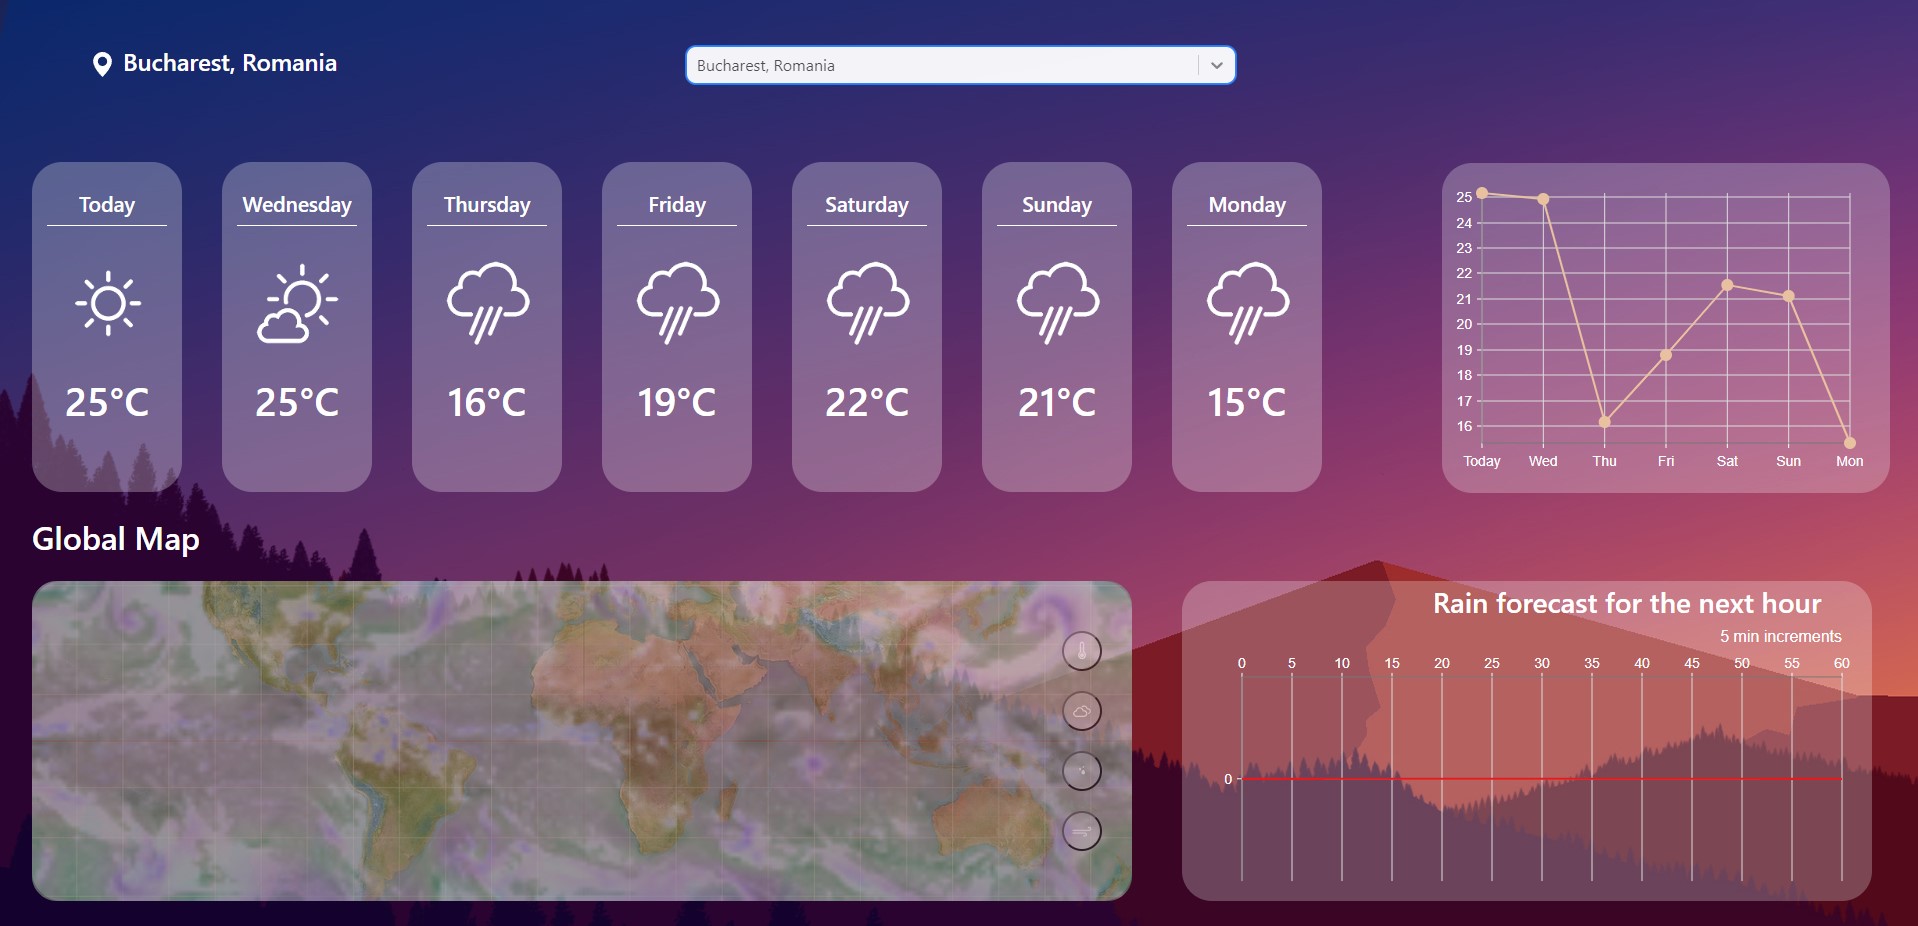 Bucharest, Romania
Bucharest, Romania
Today
Wednesday
Thursday
Friday
Saturday
Sunday
Monday
25°C
25°C
16°C
19°C
22°C
21°C
15°C
25
24
23
22
21
20
19
18
17
16
Today Wed Thu Fri Sat Sun Mon
Global Map
Rain forecast for the next hour
5 min increments
0 5 10 15 20 25 30 35 40 45 50 55 60
0